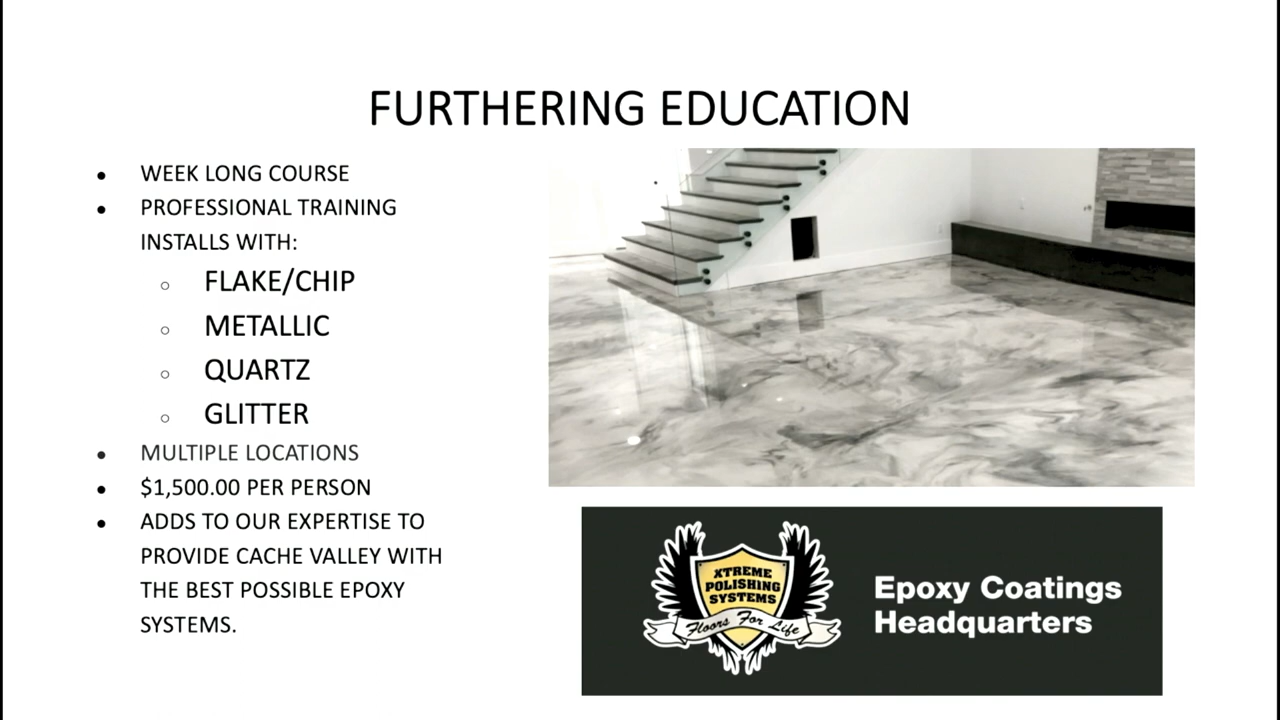 FURTHERING EDUCATION
WEEK LONG COURSE
PROFESSIONAL TRAINING
INSTALLS WITH:
FLAKE/CHIP
METALLIC
QUARTZ
GLITTER
MULTIPLE LOCATIONS
$1,500.00 PER PERSON
ADDS TO OUR EXPERTISE TO
PROVIDE CACHE VALLEY WITH
THE BEST POSSIBLE EPOXY
SYSTEMS.
XTREME
POLISHING
SYSTEMS
Floors For Life
Epoxy Coatings
Headquarters